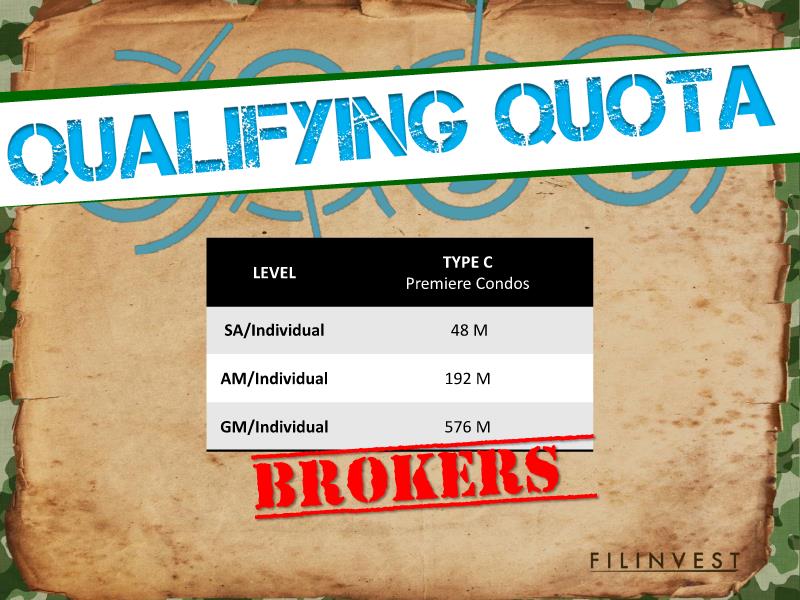 QUALIFYING QUOTA
LEVEL
TYPE C
Premiere Condos
SA/Individual 48 M
AM/Individual 192 M
GM/Individual 576 M
BROKERS
FILINVEST